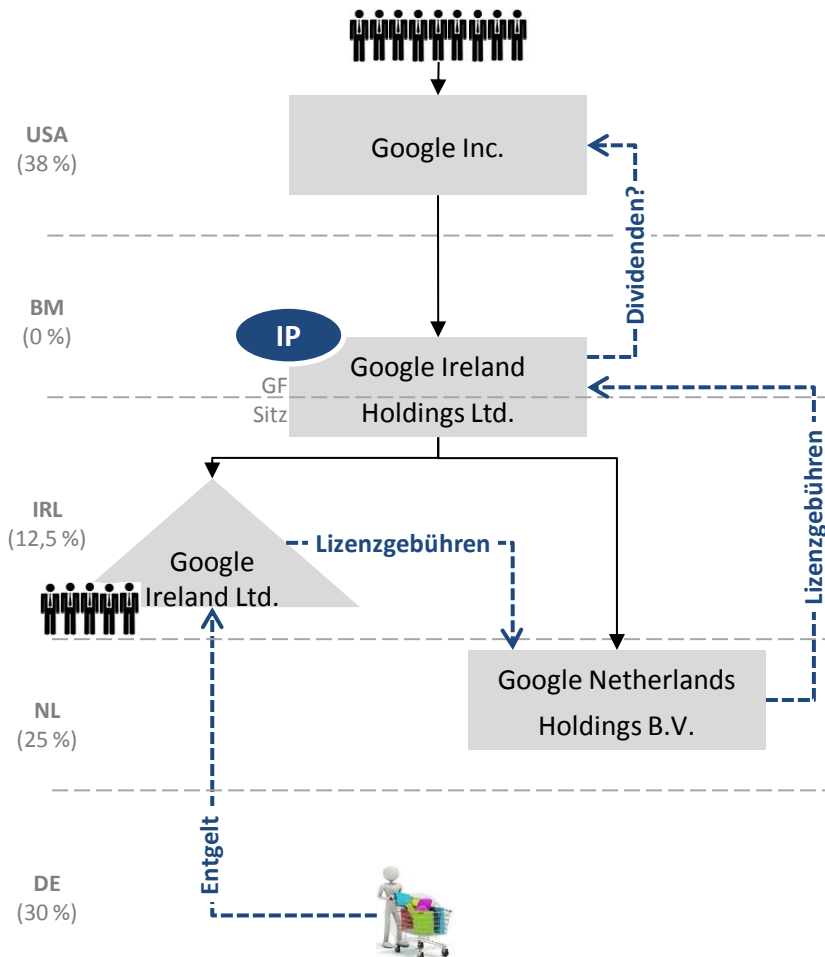 USA
(38 %)
Google Inc.
Dividenden?
BM
(0 %)
IP
Google Ireland
GF
Sitz
Holdings Ltd.
Lizenzgebühren
IRL
(12,5 %)
Google
Ireland Ltd.
Lizenzgebühren
NL
(25 %)
Google Netherlands
Holdings B.V.
Entgelt
DE
(30 %)